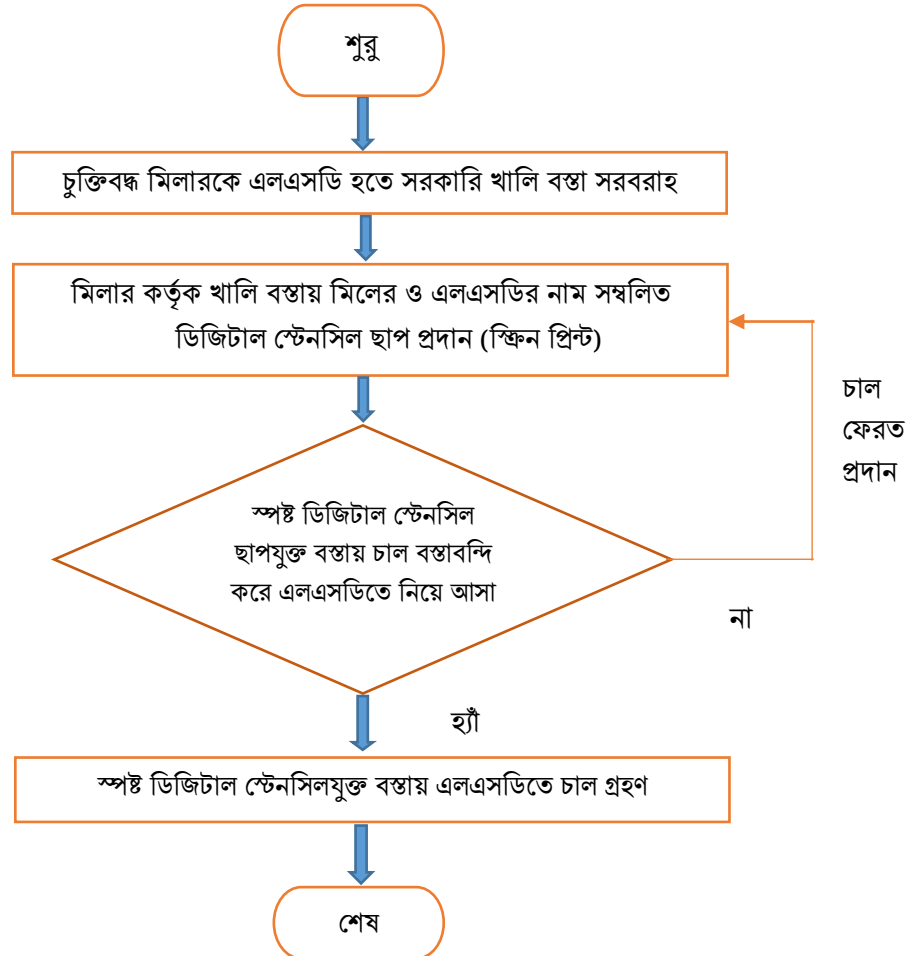 শুরু
চুক্তিবদ্ধ মিলারকে এলএসডি হতে সরকারি খালি বস্তা সরবরাহ
মিলার কর্তৃক খালি বস্তায় মিলের ও এলএসডির নাম সম্বলিত
ডিজিটাল স্টেনসিল ছাপ প্রদান (স্ক্রিন প্রিন্ট)
চাল
ফেরত
প্রদান
স্পষ্ট ডিজিটাল স্টেনসিল
ছাপযুক্ত বস্তায় চাল বস্তাবন্দি
করে এলএসডিতে নিয়ে আসা
না
হ্যাঁ
স্পষ্ট ডিজিটাল স্টেনসিলযুক্ত বস্তায় এলএসডিতে চাল গ্রহণ
শেষ